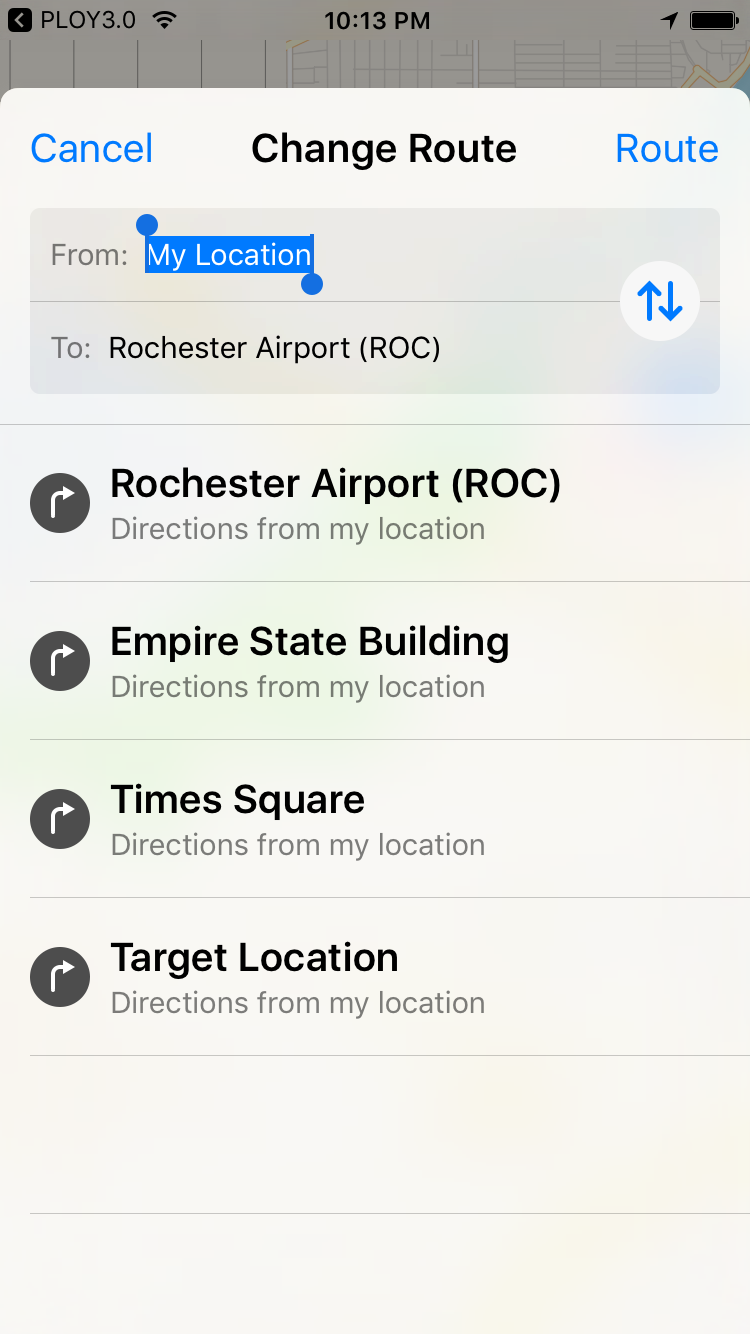 PLOY3.0 10:13 PM
Cancel Change Route Route
From: My Location
To: Rochester Airport (ROC)
Rochester Airport (ROC)
Directions from my location
Empire State Building
Directions from my location
Times Square
Directions from my location
Target Location
Directions from my location